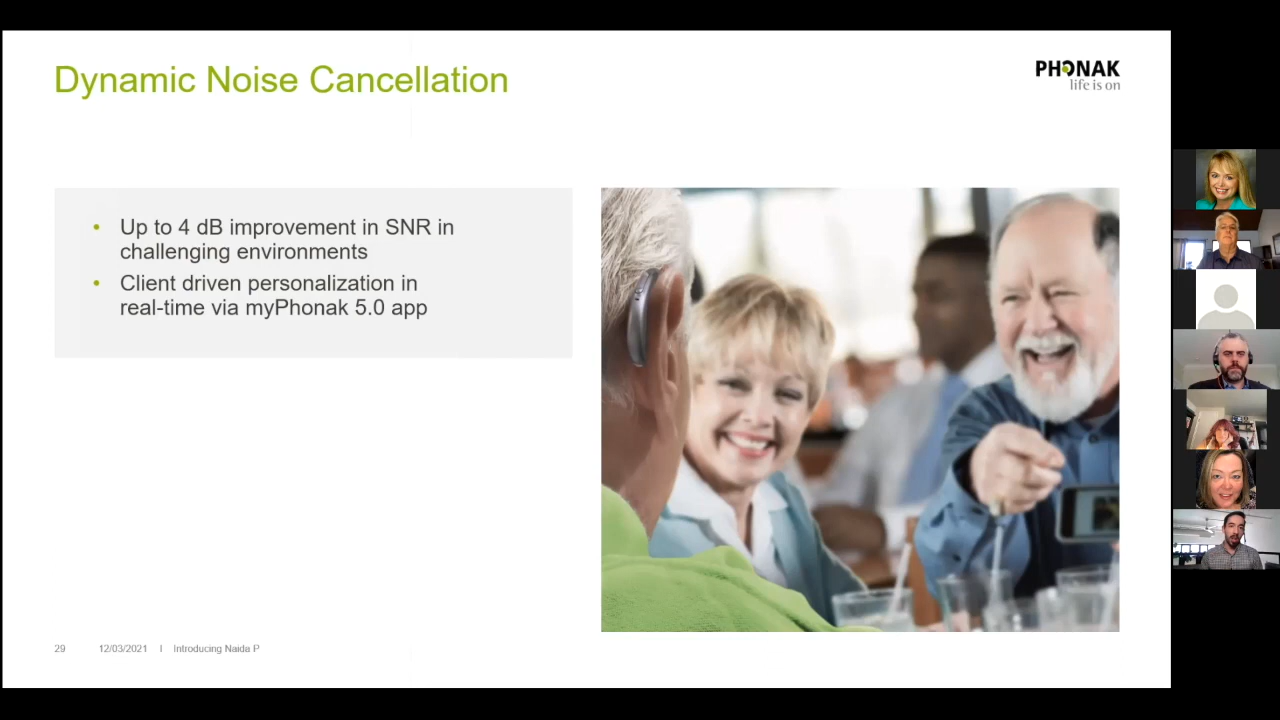 Dynamic Noise Cancellation
PHONAK
life is on
• Up to 4 dB improvement in SNR in
challenging environments
• Client driven personalization in
real-time via myPhonak 5.0 app
29 12/03/2021 I Introducing Naida P